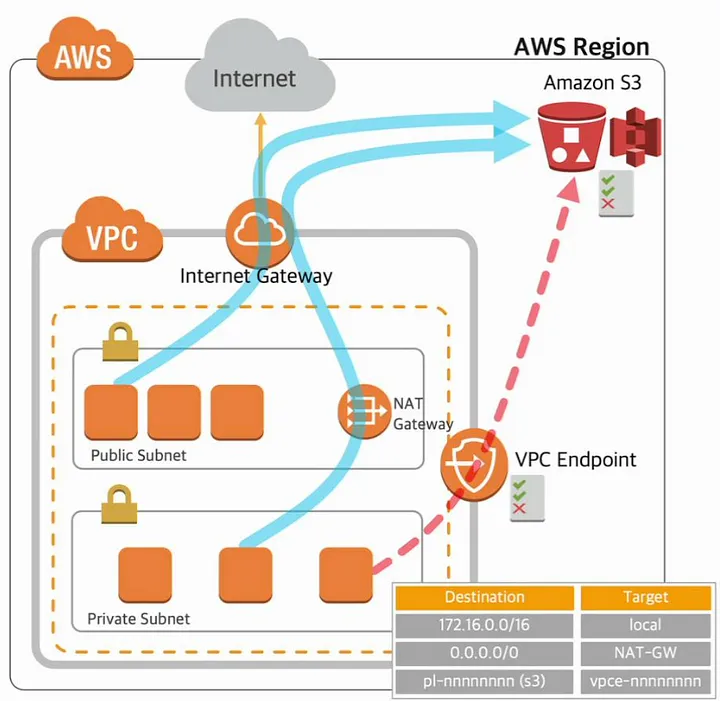 AWS
Internet
AWS Region
Amazon S3
VPC
Internet Gateway
NAT
Gateway
Public Subnet
VPC Endpoint
Private Subnet
Destination Target
172.16.0.0/16 local
0.0.0.0/0 NAT-GW
pl-nnnnnnnn (s3) vpce-nnnnnnnn